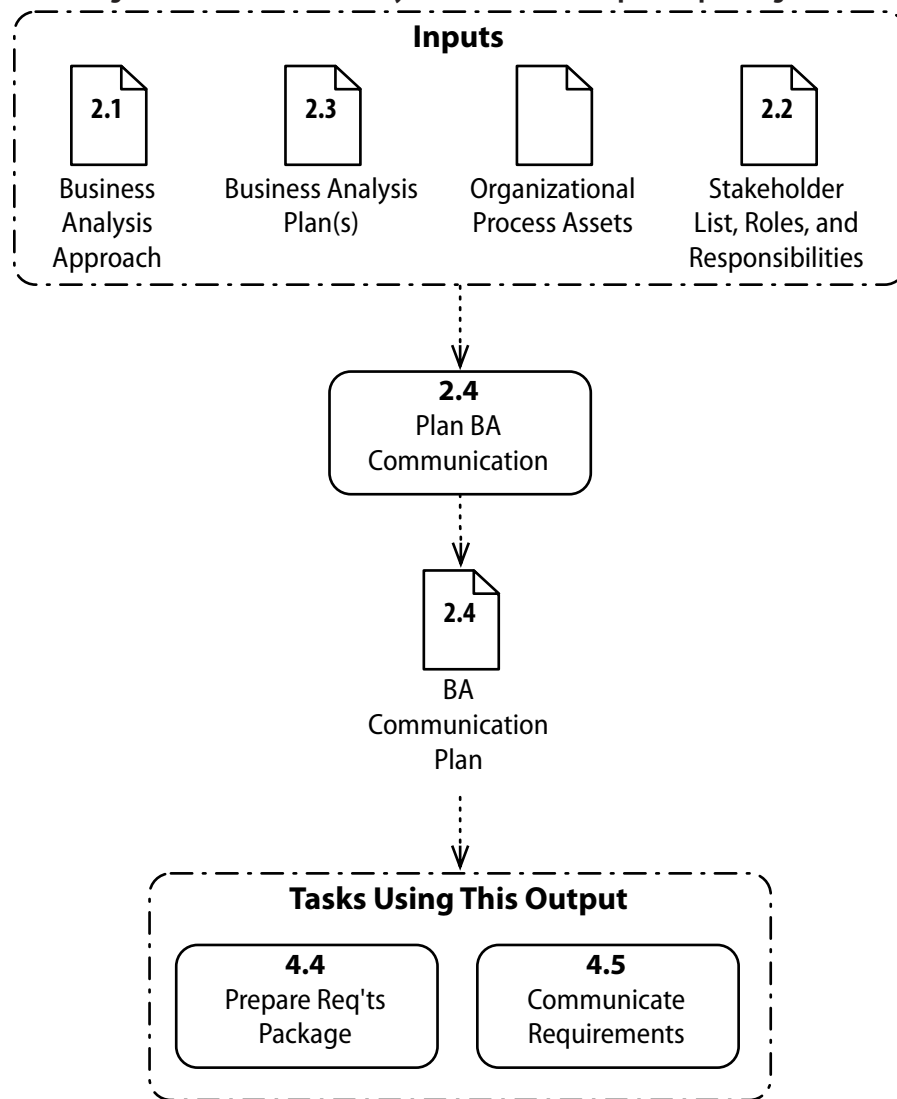 Inputs
2.1
Business
Analysis
Approach
2.3
Business Analysis
Plan(s)
Organizational
Process Assets
2.2
Stakeholder
List, Roles, and
Responsibilities
2.4
Plan BA
Communication
2.4
BA
Communication
Plan
Tasks Using This Output
4.4
Prepare Req'ts
Package
4.5
Communicate
Requirements